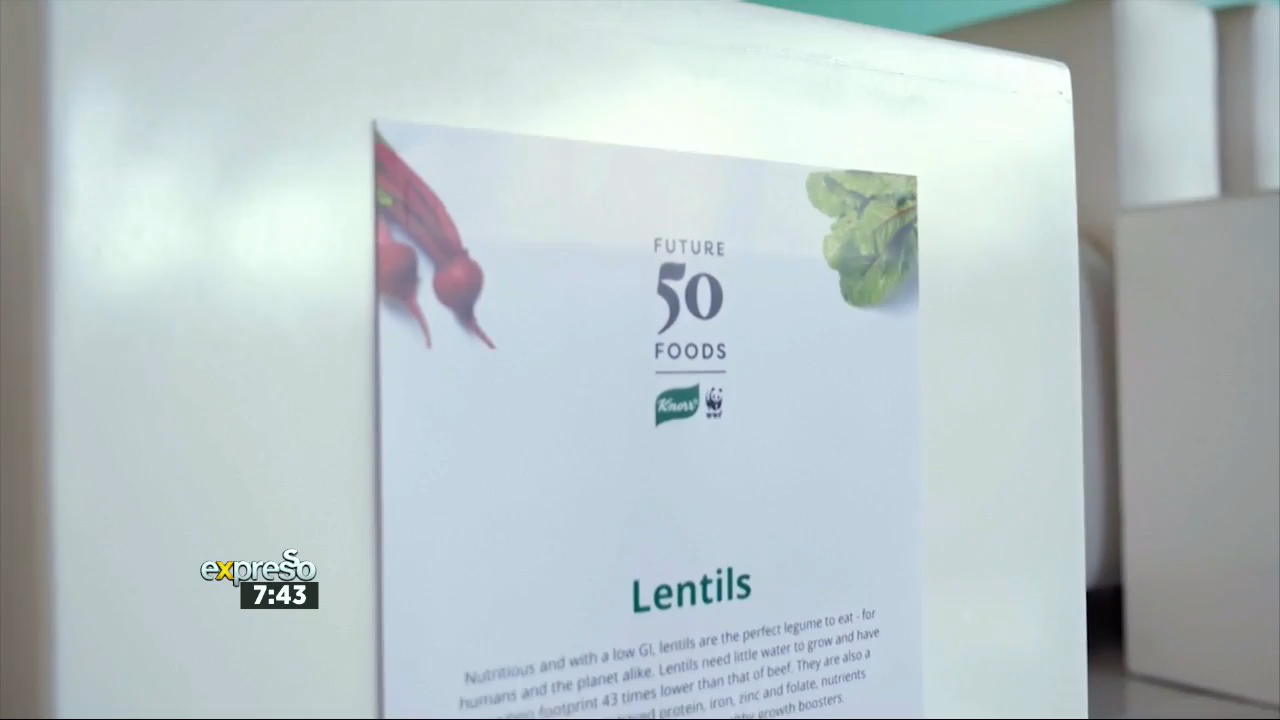 FUTURE
50
FOODS
Knorr
WWF
Lentils
Nutritious and with a low GI, lentils are the perfect legume to eat - for
humans and the planet alike. Lentils need little water to grow and have
footprint 43 times lower than that of beef. They are also a
protein, iron, zinc and folate, nutrients
growth boosters.
expresso
7:43